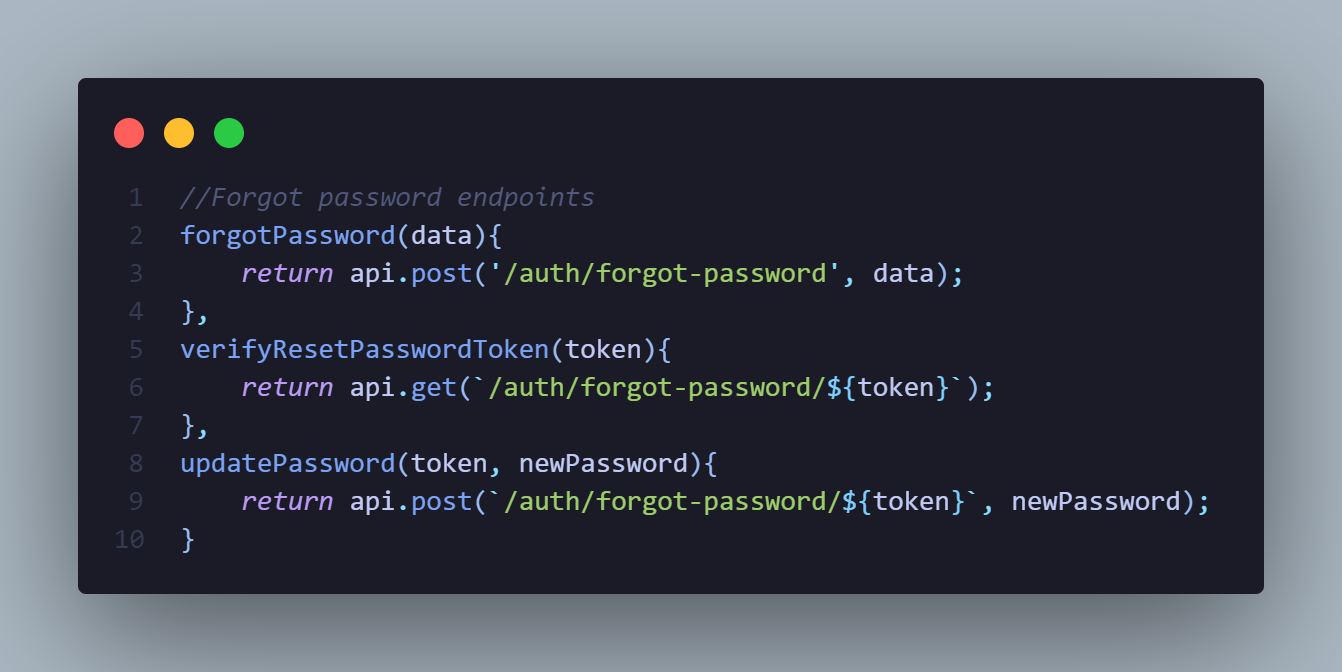 1 //Forgot password endpoints
2 forgotPassword(data){
3     return api.post('/auth/forgot-password', data);
4 },
5 verifyResetPasswordToken(token){
6     return api.get(`/auth/forgot-password/${token}`);
7 },
8 updatePassword(token, newPassword){
9     return api.post(`/auth/forgot-password/${token}`, newPassword);
10 }